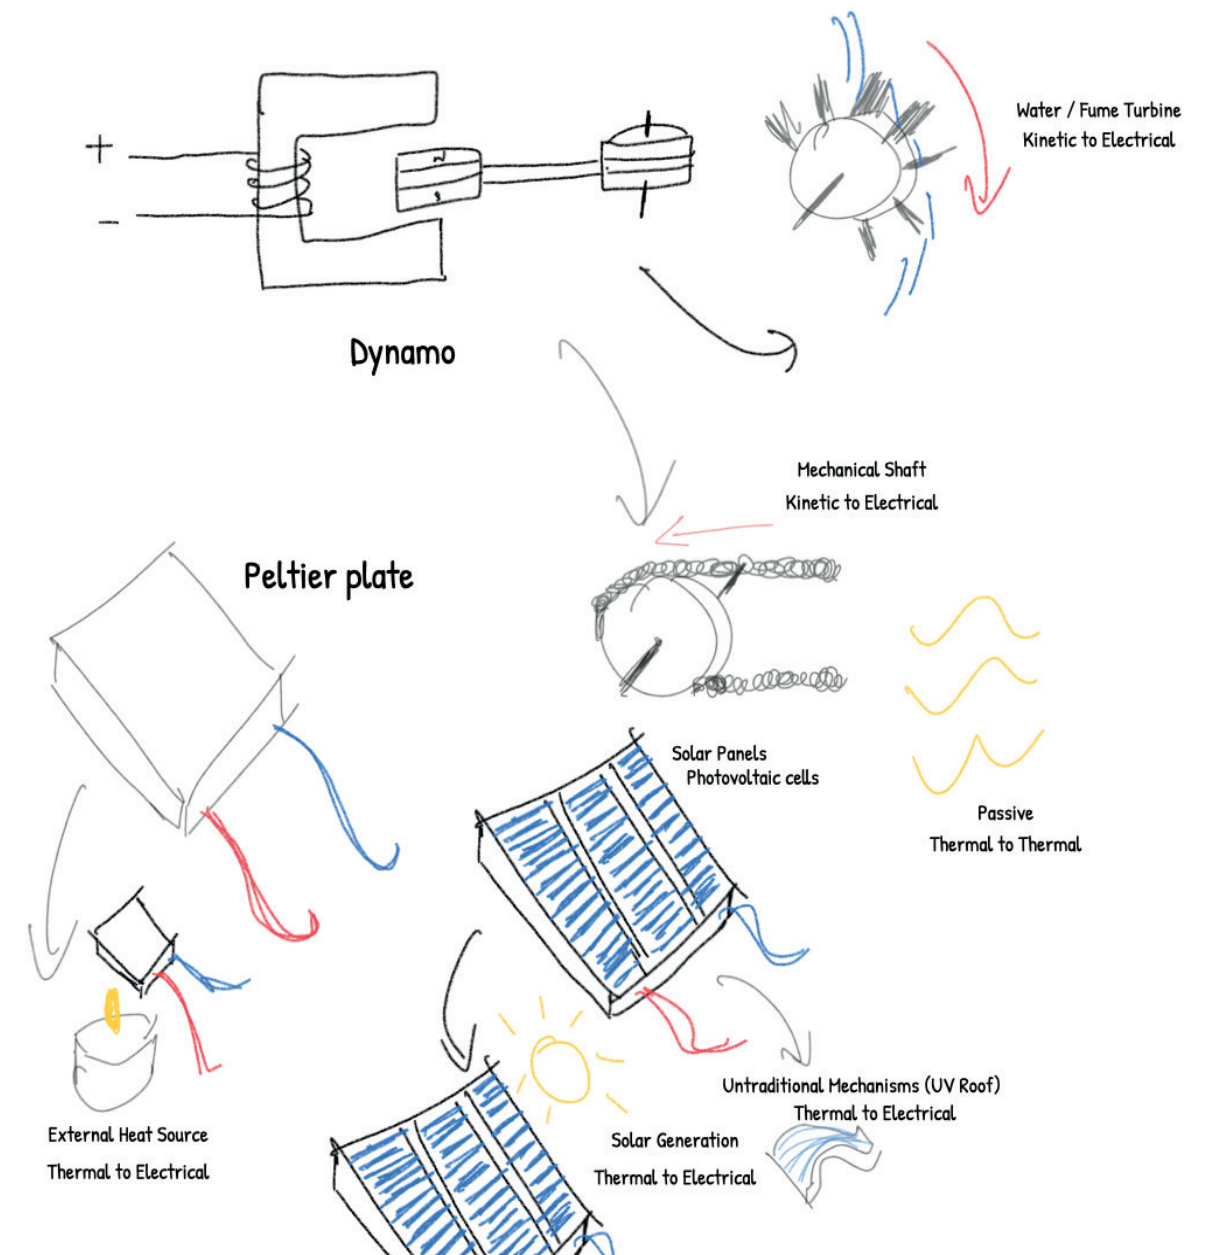 Water / Fume Turbine
Kinetic to Electrical
+
−
N
S
Dynamo
Mechanical Shaft
Kinetic to Electrical
Peltier plate
Solar Panels
Photovoltaic cells
Passive
Thermal to Thermal
Untraditional Mechanisms (UV Roof)
Thermal to Electrical
External Heat Source
Thermal to Electrical
Solar Generation
Thermal to Electrical